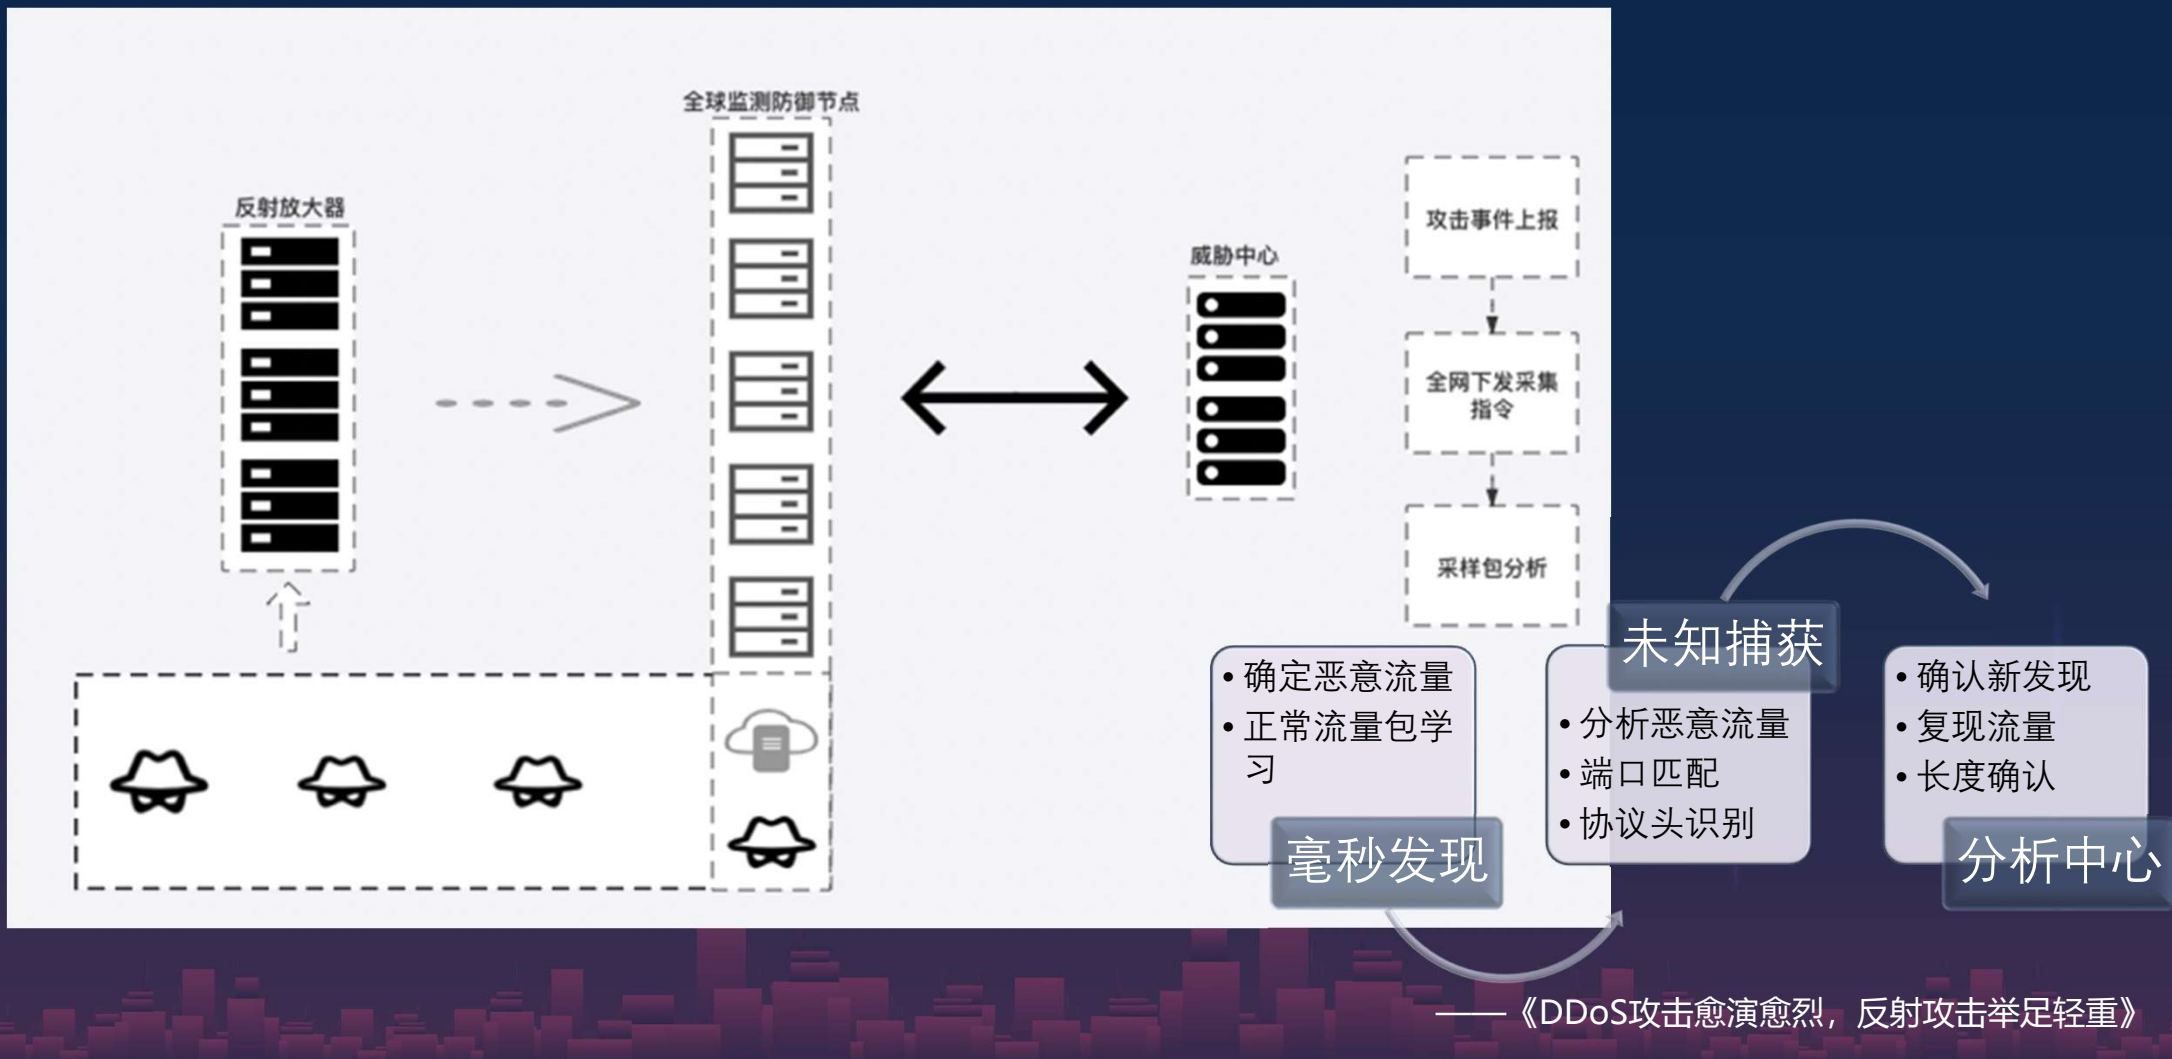 全球监测防御节点
反射放大器
威胁中心
攻击事件上报
全网下发采集
指令
采样包分析
• 确定恶意流量
• 正常流量包学
习
毫秒发现
未知捕获
• 分析恶意流量
• 端口匹配
• 协议头识别
• 确认新发现
• 复现流量
• 长度确认
分析中心
——《DDoS攻击愈演愈烈，反射攻击举足轻重》